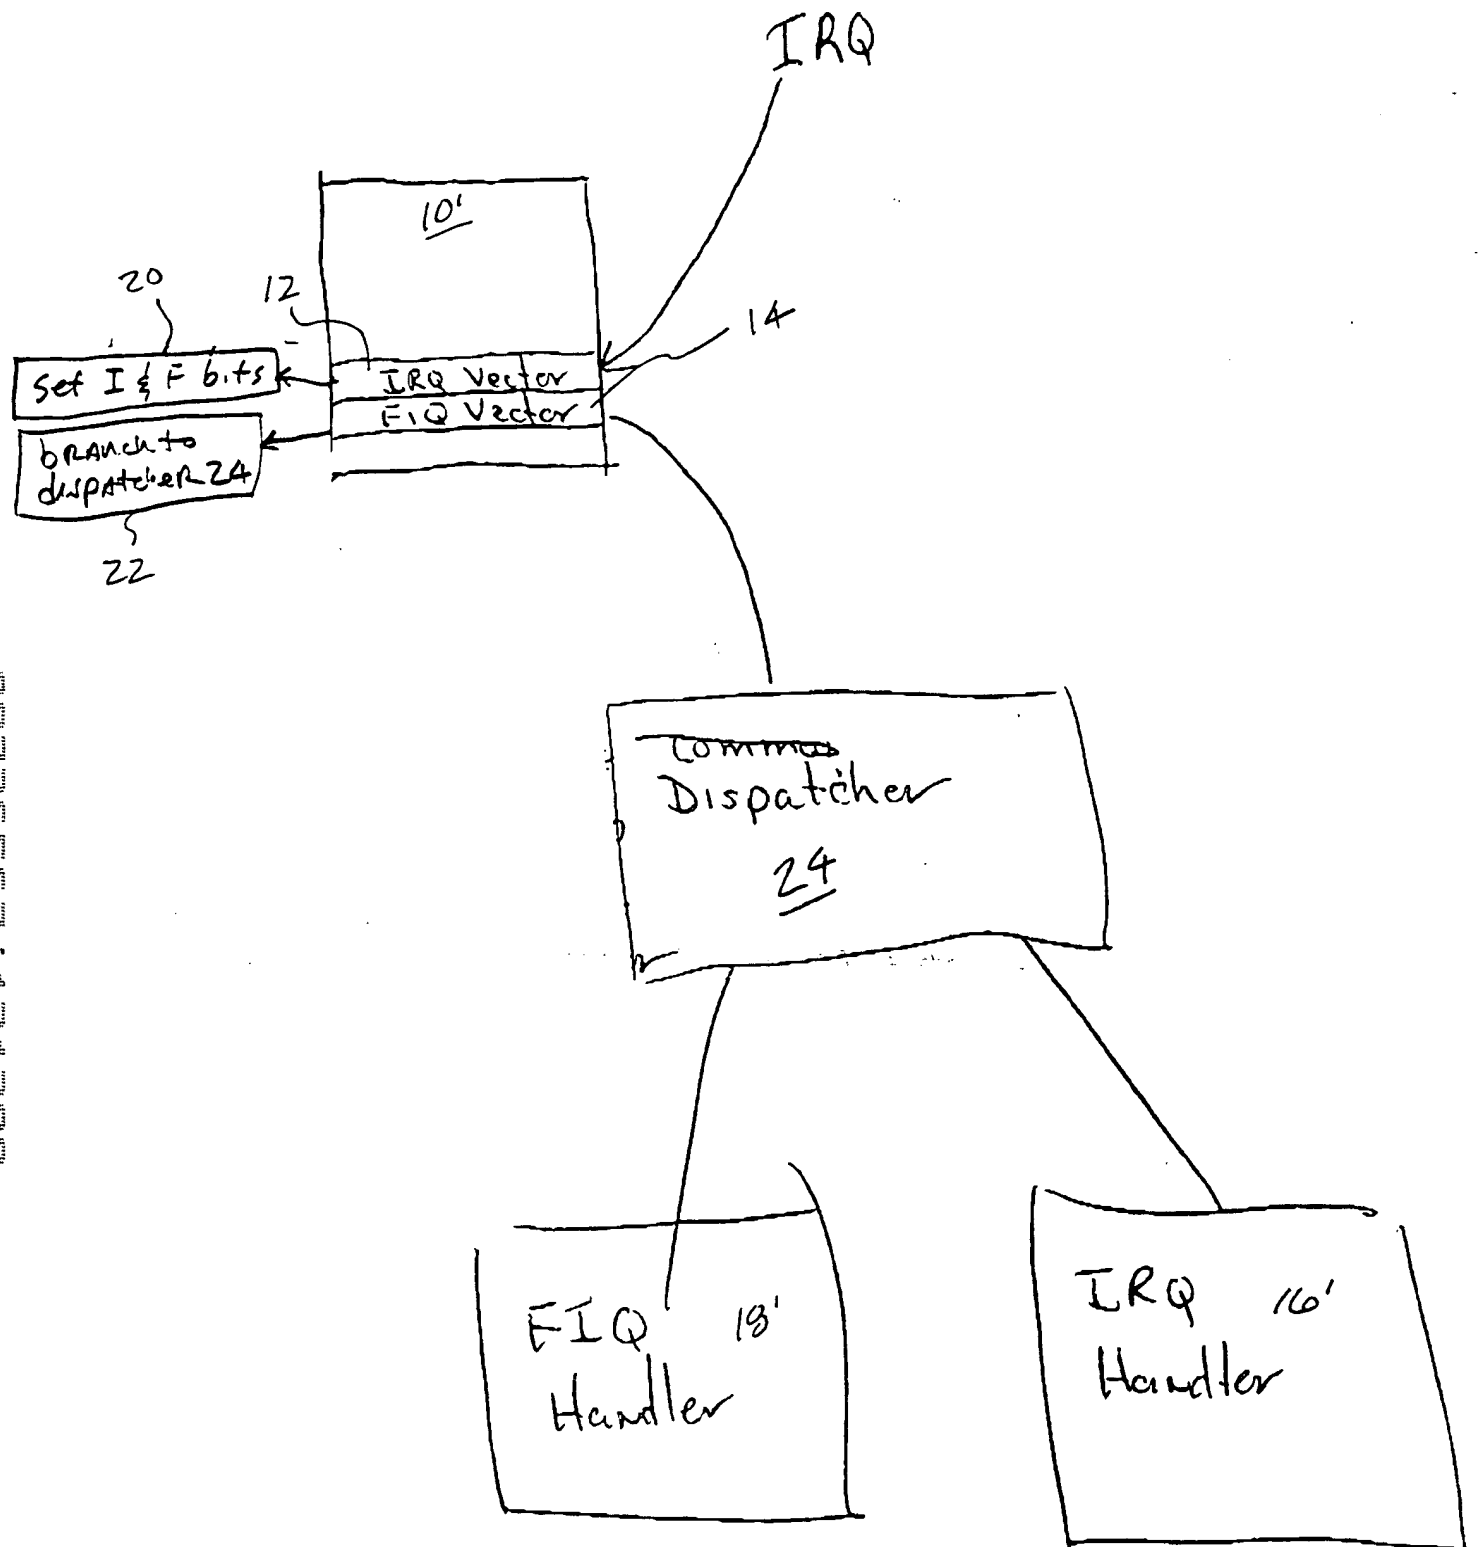 IRQ
10'
20
12
14
Set I & F bits
IRQ Vector
FIQ Vector
branch to
dispatcher 24
22
Dispatcher
24
FIQ 18'
Handler
IRQ 16'
Handler